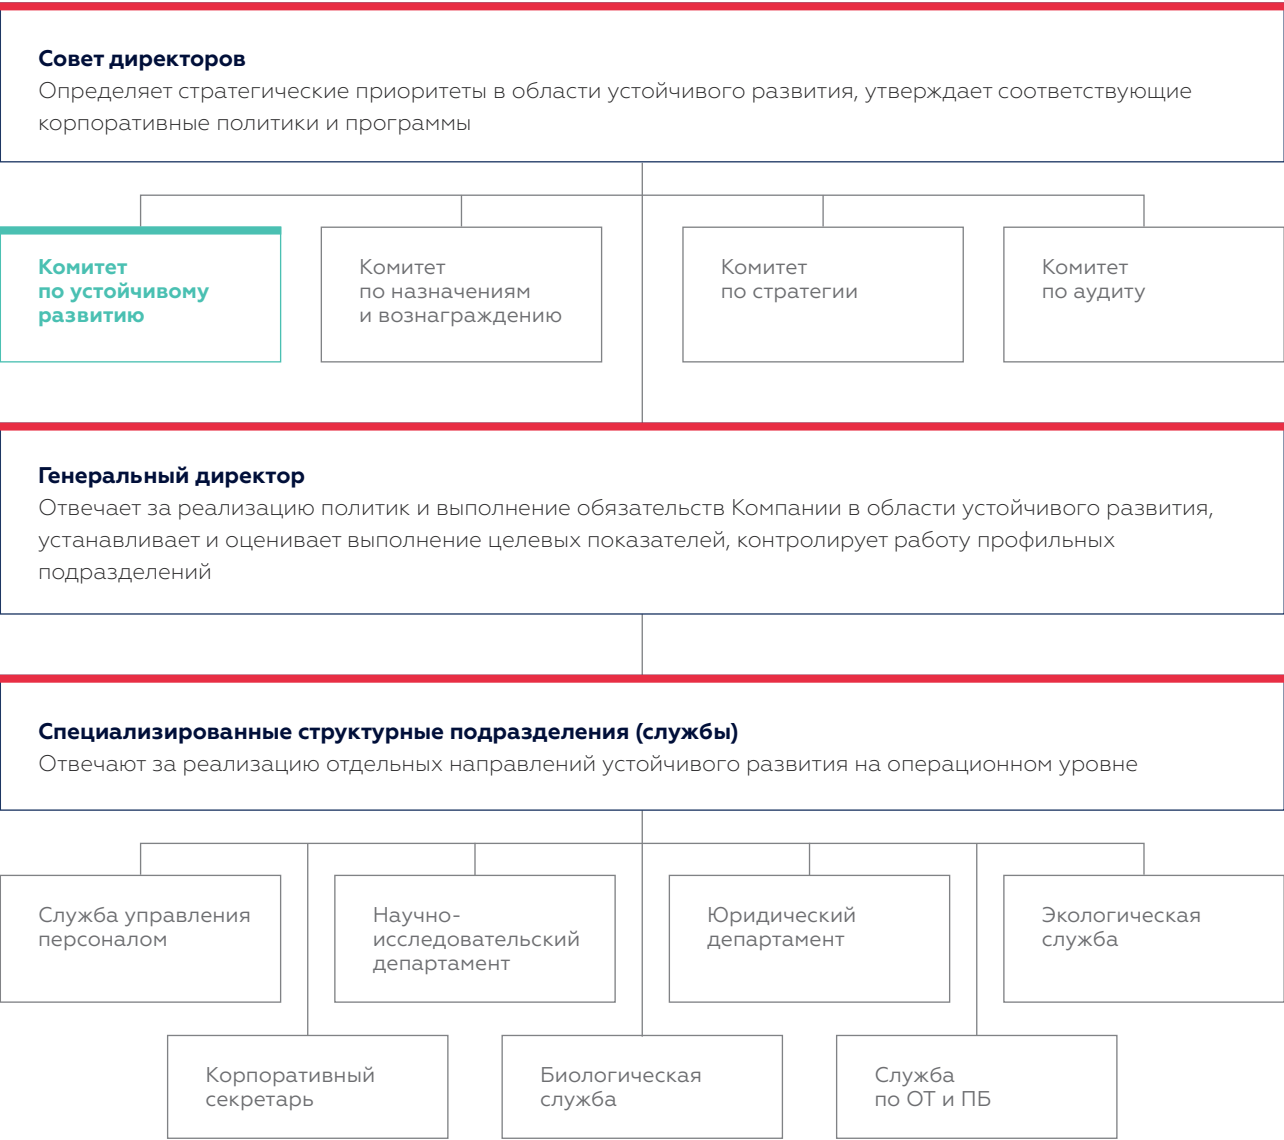 Совет директоров
Определяет стратегические приоритеты в области устойчивого развития, утверждает соответствующие
корпоративные политики и программы
Комитет
по устойчивому
развитию
Комитет
по назначениям
и вознаграждению
Комитет
по стратегии
Комитет
по аудиту
Генеральный директор
Отвечает за реализацию политик и выполнение обязательств Компании в области устойчивого развития,
устанавливает и оценивает выполнение целевых показателей, контролирует работу профильных
подразделений
Специализированные структурные подразделения (службы)
Отвечают за реализацию отдельных направлений устойчивого развития на операционном уровне
Служба управления
персоналом
Научно-
исследовательский
департамент
Юридический
департамент
Экологическая
служба
Корпоративный
секретарь
Биологическая
служба
Служба
по ОТ и ПБ